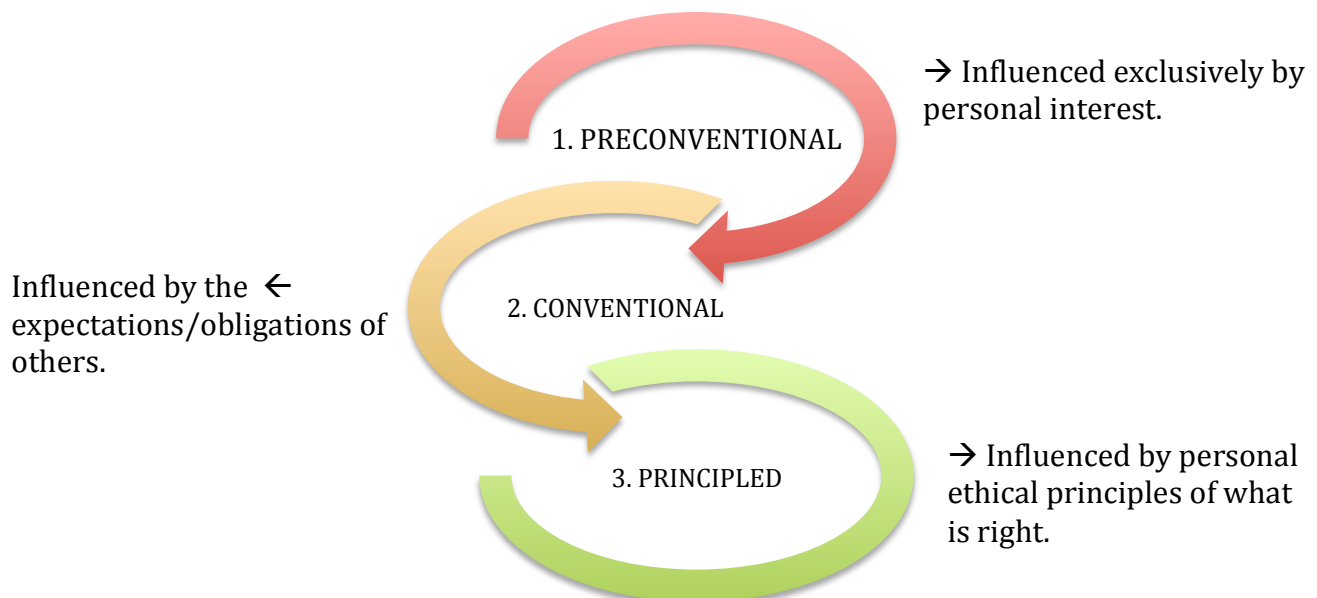 → Influenced exclusively by
personal interest.
1. PRECONVENTIONAL
Influenced by the ←
expectations/obligations of
others.
2. CONVENTIONAL
3. PRINCIPLED
→ Influenced by personal
ethical principles of what
is right.